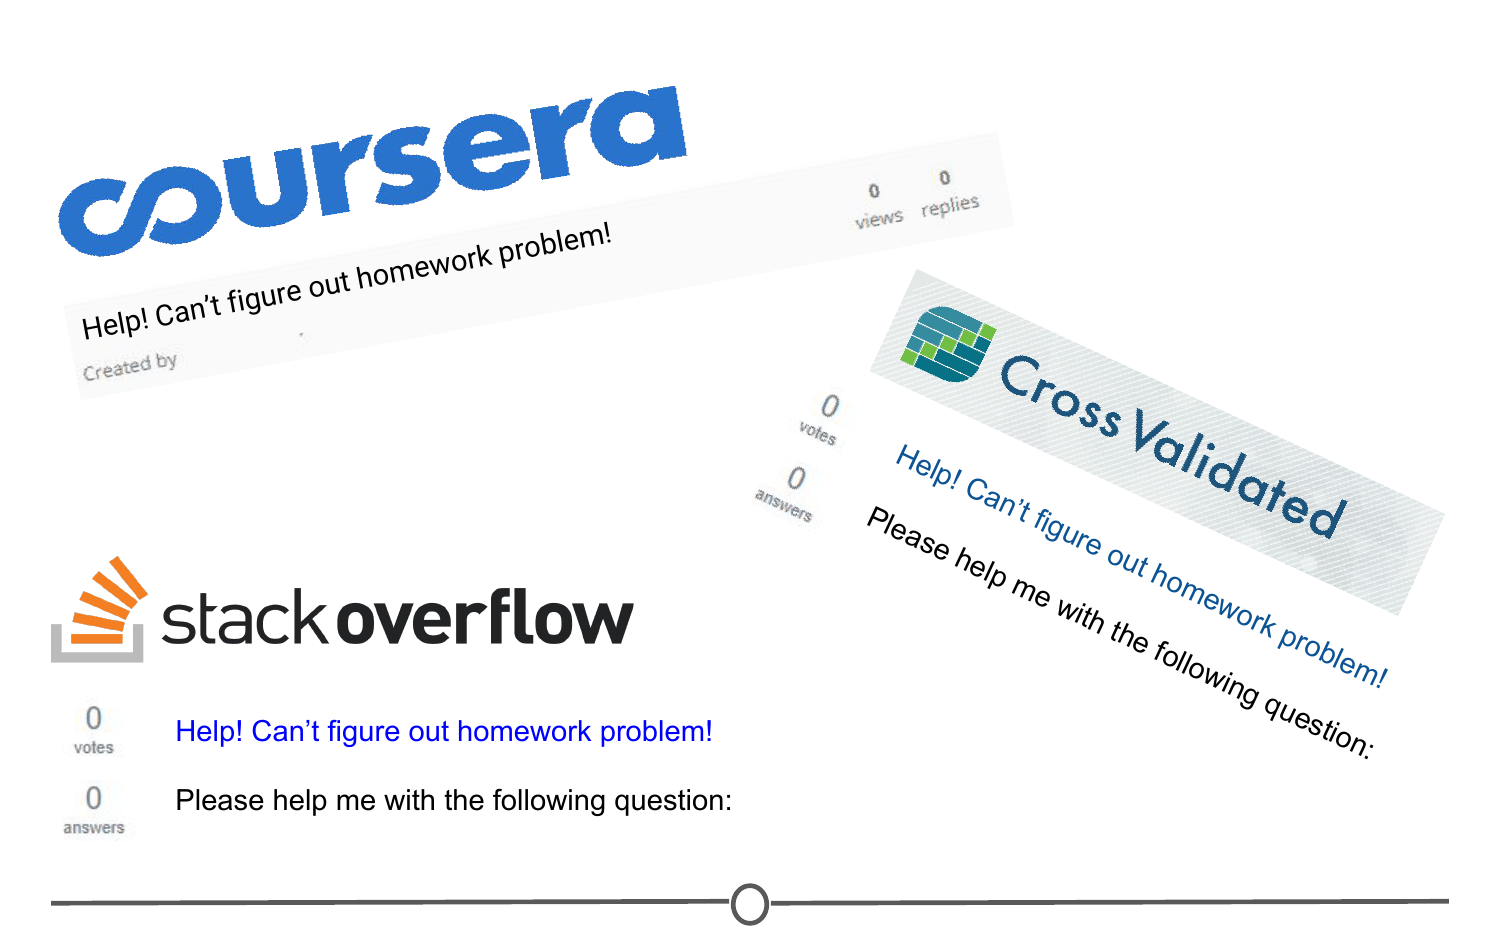 coursera
Help! Can't figure out homework problem!
Created by
0 views
0 replies
Cross Validated
0
votes
0
answers
Help! Can't figure out homework problem!
Please help me with the following question:
stackoverflow
0
votes
Help! Can't figure out homework problem!
0
answers
Please help me with the following question: